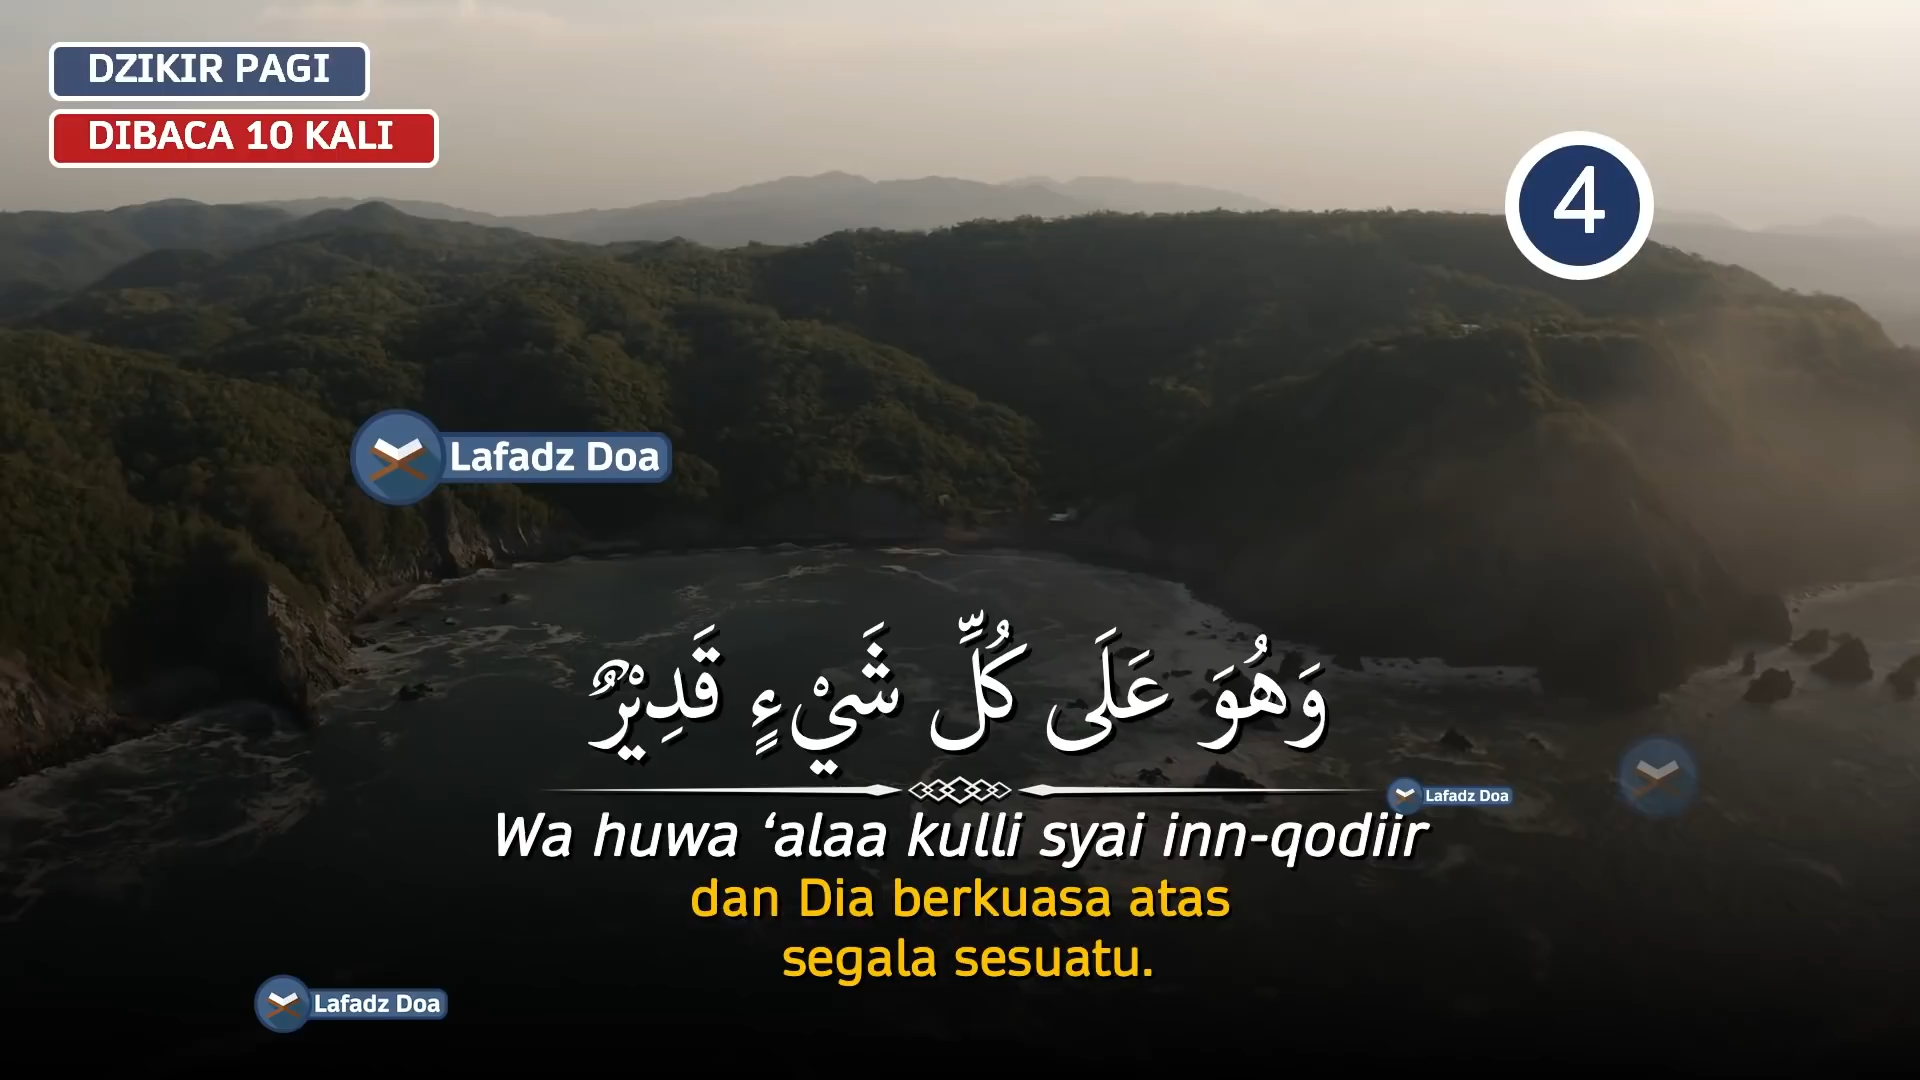 DZIKIR PAGI
DIBACA 10 KALI
4
Lafadz Doa
وَهُوَ عَلَى كُلِّ شَيْءٍ قَدِيْرٌ
Lafadz Doa
Wa huwa ‘alaa kulli syai inn-qodiir
dan Dia berkuasa atas
segala sesuatu.
Lafadz Doa